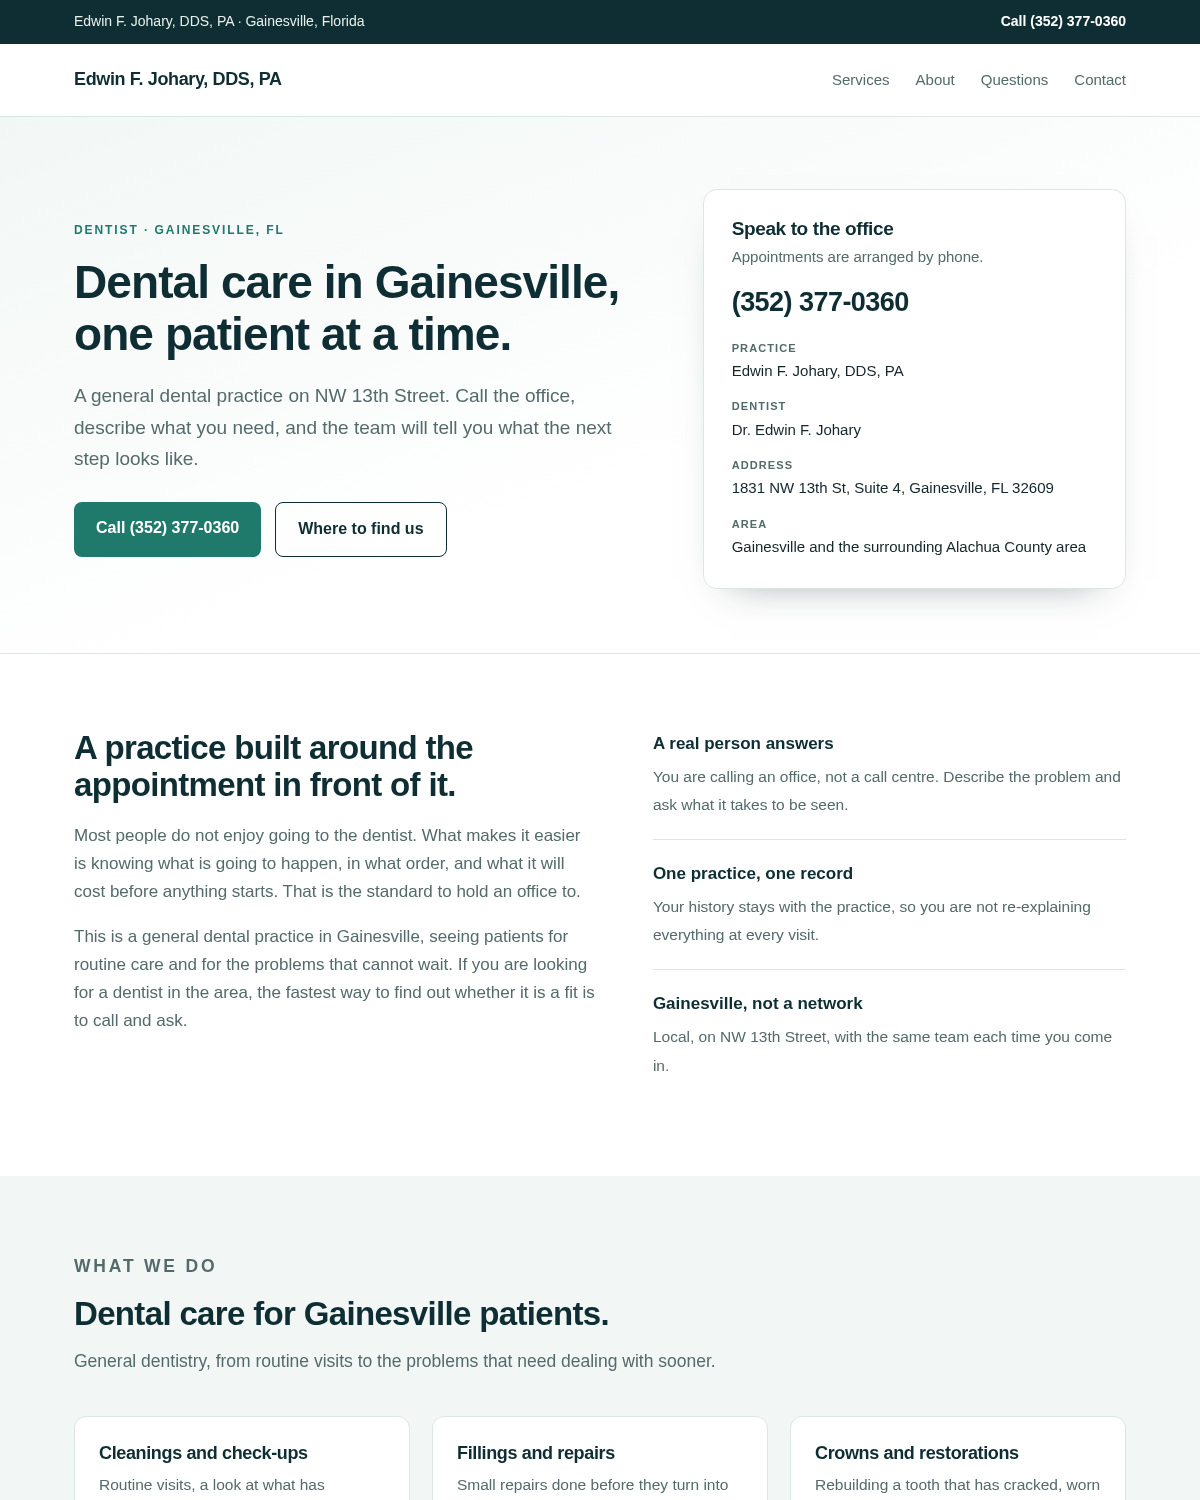 Edwin F. Johary, DDS, PA · Gainesville, Florida
Call (352) 377-0360
Edwin F. Johary, DDS, PA
Services
About
Questions
Contact
DENTIST · GAINESVILLE, FL
Dental care in Gainesville,
one patient at a time.
A general dental practice on NW 13th Street. Call the office,
describe what you need, and the team will tell you what the next
step looks like.
Call (352) 377-0360
Where to find us
Speak to the office
Appointments are arranged by phone.
(352) 377-0360
PRACTICE
Edwin F. Johary, DDS, PA
DENTIST
Dr. Edwin F. Johary
ADDRESS
1831 NW 13th St, Suite 4, Gainesville, FL 32609
AREA
Gainesville and the surrounding Alachua County area
A practice built around the
appointment in front of it.
Most people do not enjoy going to the dentist. What makes it easier
is knowing what is going to happen, in what order, and what it will
cost before anything starts. That is the standard to hold an office to.
This is a general dental practice in Gainesville, seeing patients for
routine care and for the problems that cannot wait. If you are looking
for a dentist in the area, the fastest way to find out whether it is a fit is
to call and ask.
A real person answers
You are calling an office, not a call centre. Describe the problem and
ask what it takes to be seen.
One practice, one record
Your history stays with the practice, so you are not re-explaining
everything at every visit.
Gainesville, not a network
Local, on NW 13th Street, with the same team each time you come
in.
WHAT WE DO
Dental care for Gainesville patients.
General dentistry, from routine visits to the problems that need dealing with sooner.
Cleanings and check-ups
Routine visits, a look at what has
Fillings and repairs
Small repairs done before they turn into
Crowns and restorations
Rebuilding a tooth that has cracked, worn